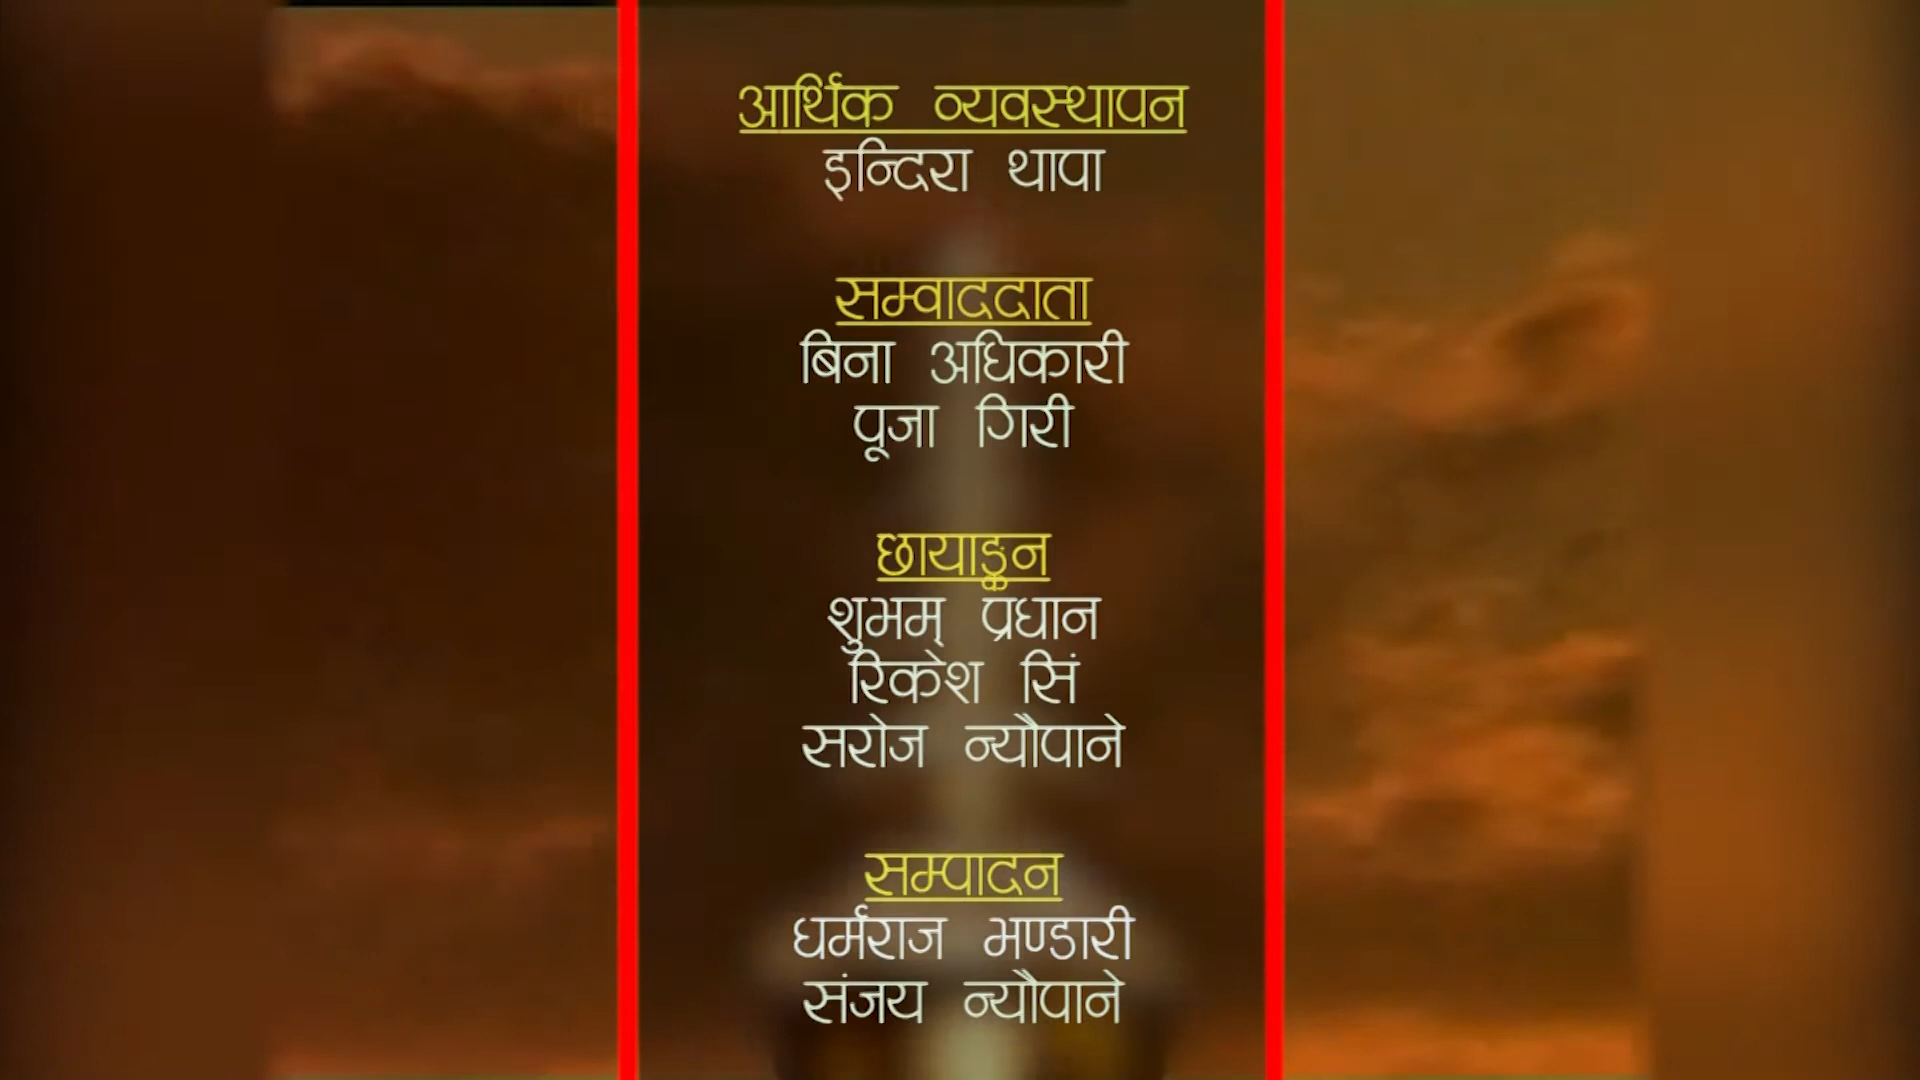 आर्थिक व्यवस्थापन
इन्दिरा थापा
सम्वाददाता
बिना अधिकारी
पूजा गिरी
छायाङ्कन
शुभम् प्रधान
रिकेश सिं
सरोज न्यौपाने
सम्पादन
धर्मराज भण्डारी
संजय न्यौपाने